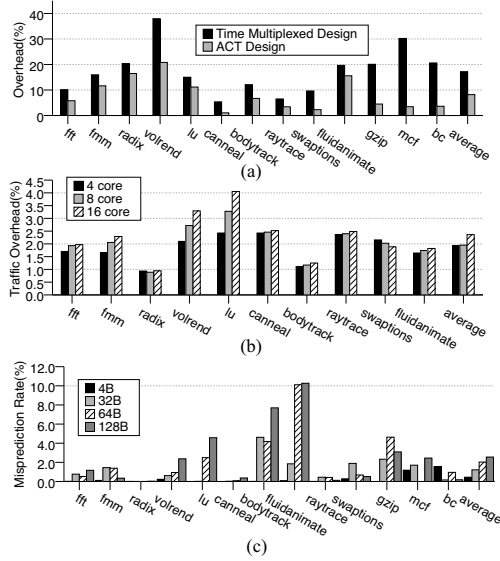 Overhead(%)
40
30
20
10
0
Time Multiplexed Design
ACT Design
fft
fmm
radix
volrend
lu
canneal
bodytrack
raytrace
swaptions
fluidanimate
gzip
mcf
bc
average
(a)
Traffic Overhead(%)
4.5
4.0
3.5
3.0
2.5
2.0
1.5
1.0
0.5
0.0
4 core
8 core
16 core
fft
fmm
radix
volrend
lu
canneal
bodytrack
raytrace
swaptions
fluidanimate
average
(b)
Misprediction Rate(%)
12.0
10.0
8.0
6.0
4.0
2.0
0.0
4B
32B
64B
128B
fft
fmm
radix
volrend
lu
canneal
bodytrack
fluidanimate
raytrace
swaptions
gzip
mcf
bc
average
(c)